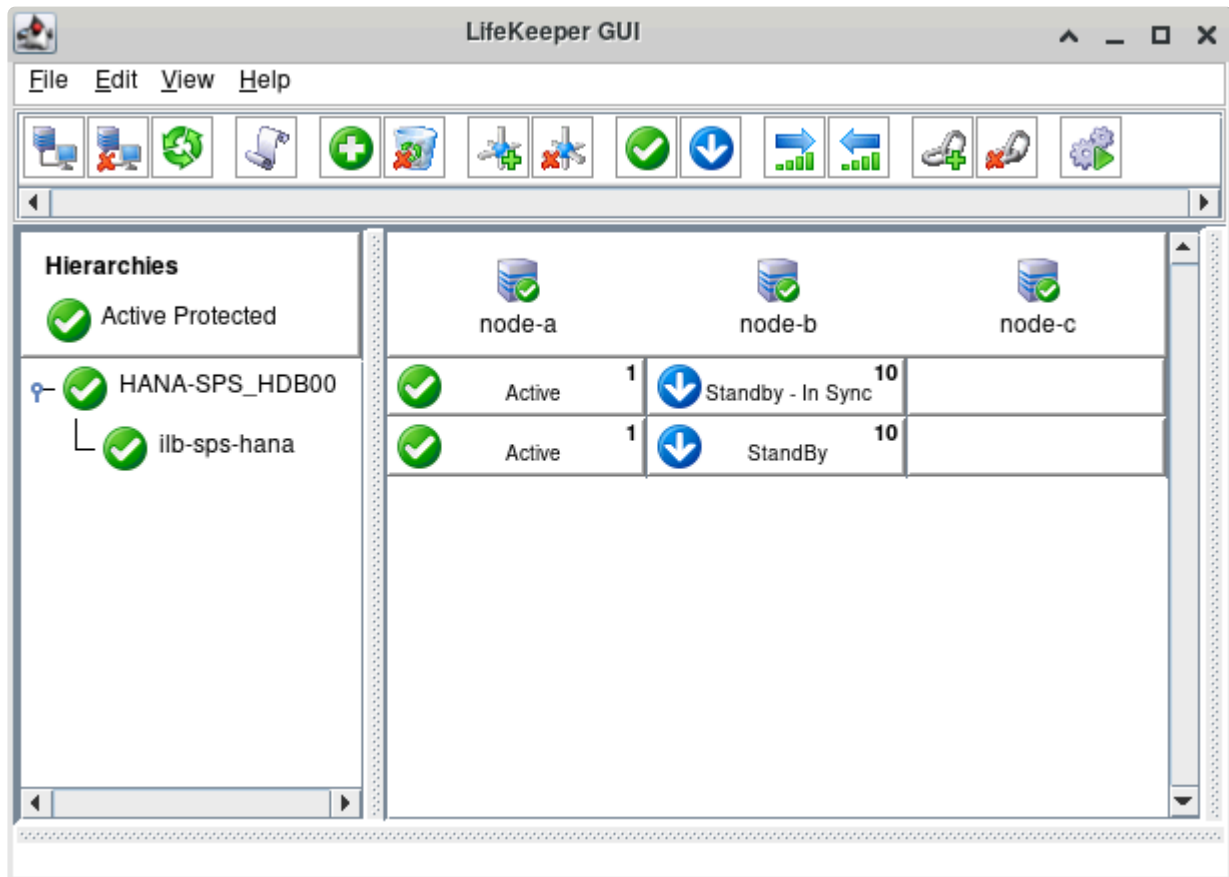 LifeKeeper GUI
File Edit View Help
Hierarchies
Active Protected
node-a node-b node-c
HANA-SPS_HDB00 Active 1 Standby - In Sync 10
ilb-sps-hana Active 1 StandBy 10